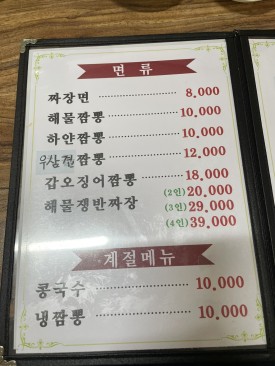 면 류
짜장면 8,000
해물짬뽕 10,000
하얀짬뽕 10,000
우삼겹짬뽕 12,000
갑오징어짬뽕 18,000
해물쟁반짜장 (2인) 20,000
(3인) 29,000
(4인) 39,000
계절메뉴
콩국수 10,000
냉짬뽕 10,000